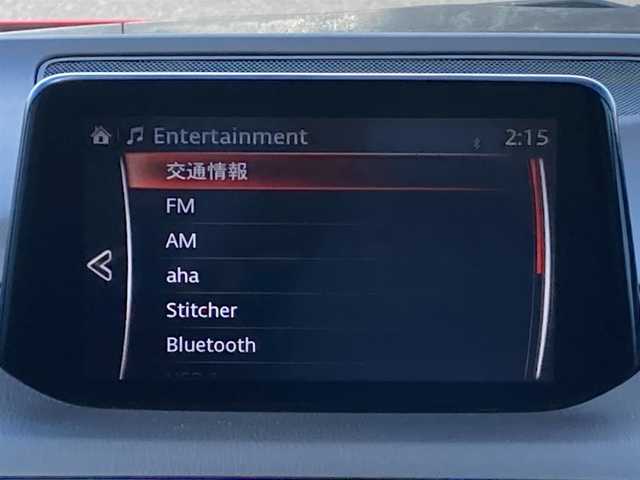 Entertainment
2:15
交通情報
FM
AM
aha
Stitcher
Bluetooth